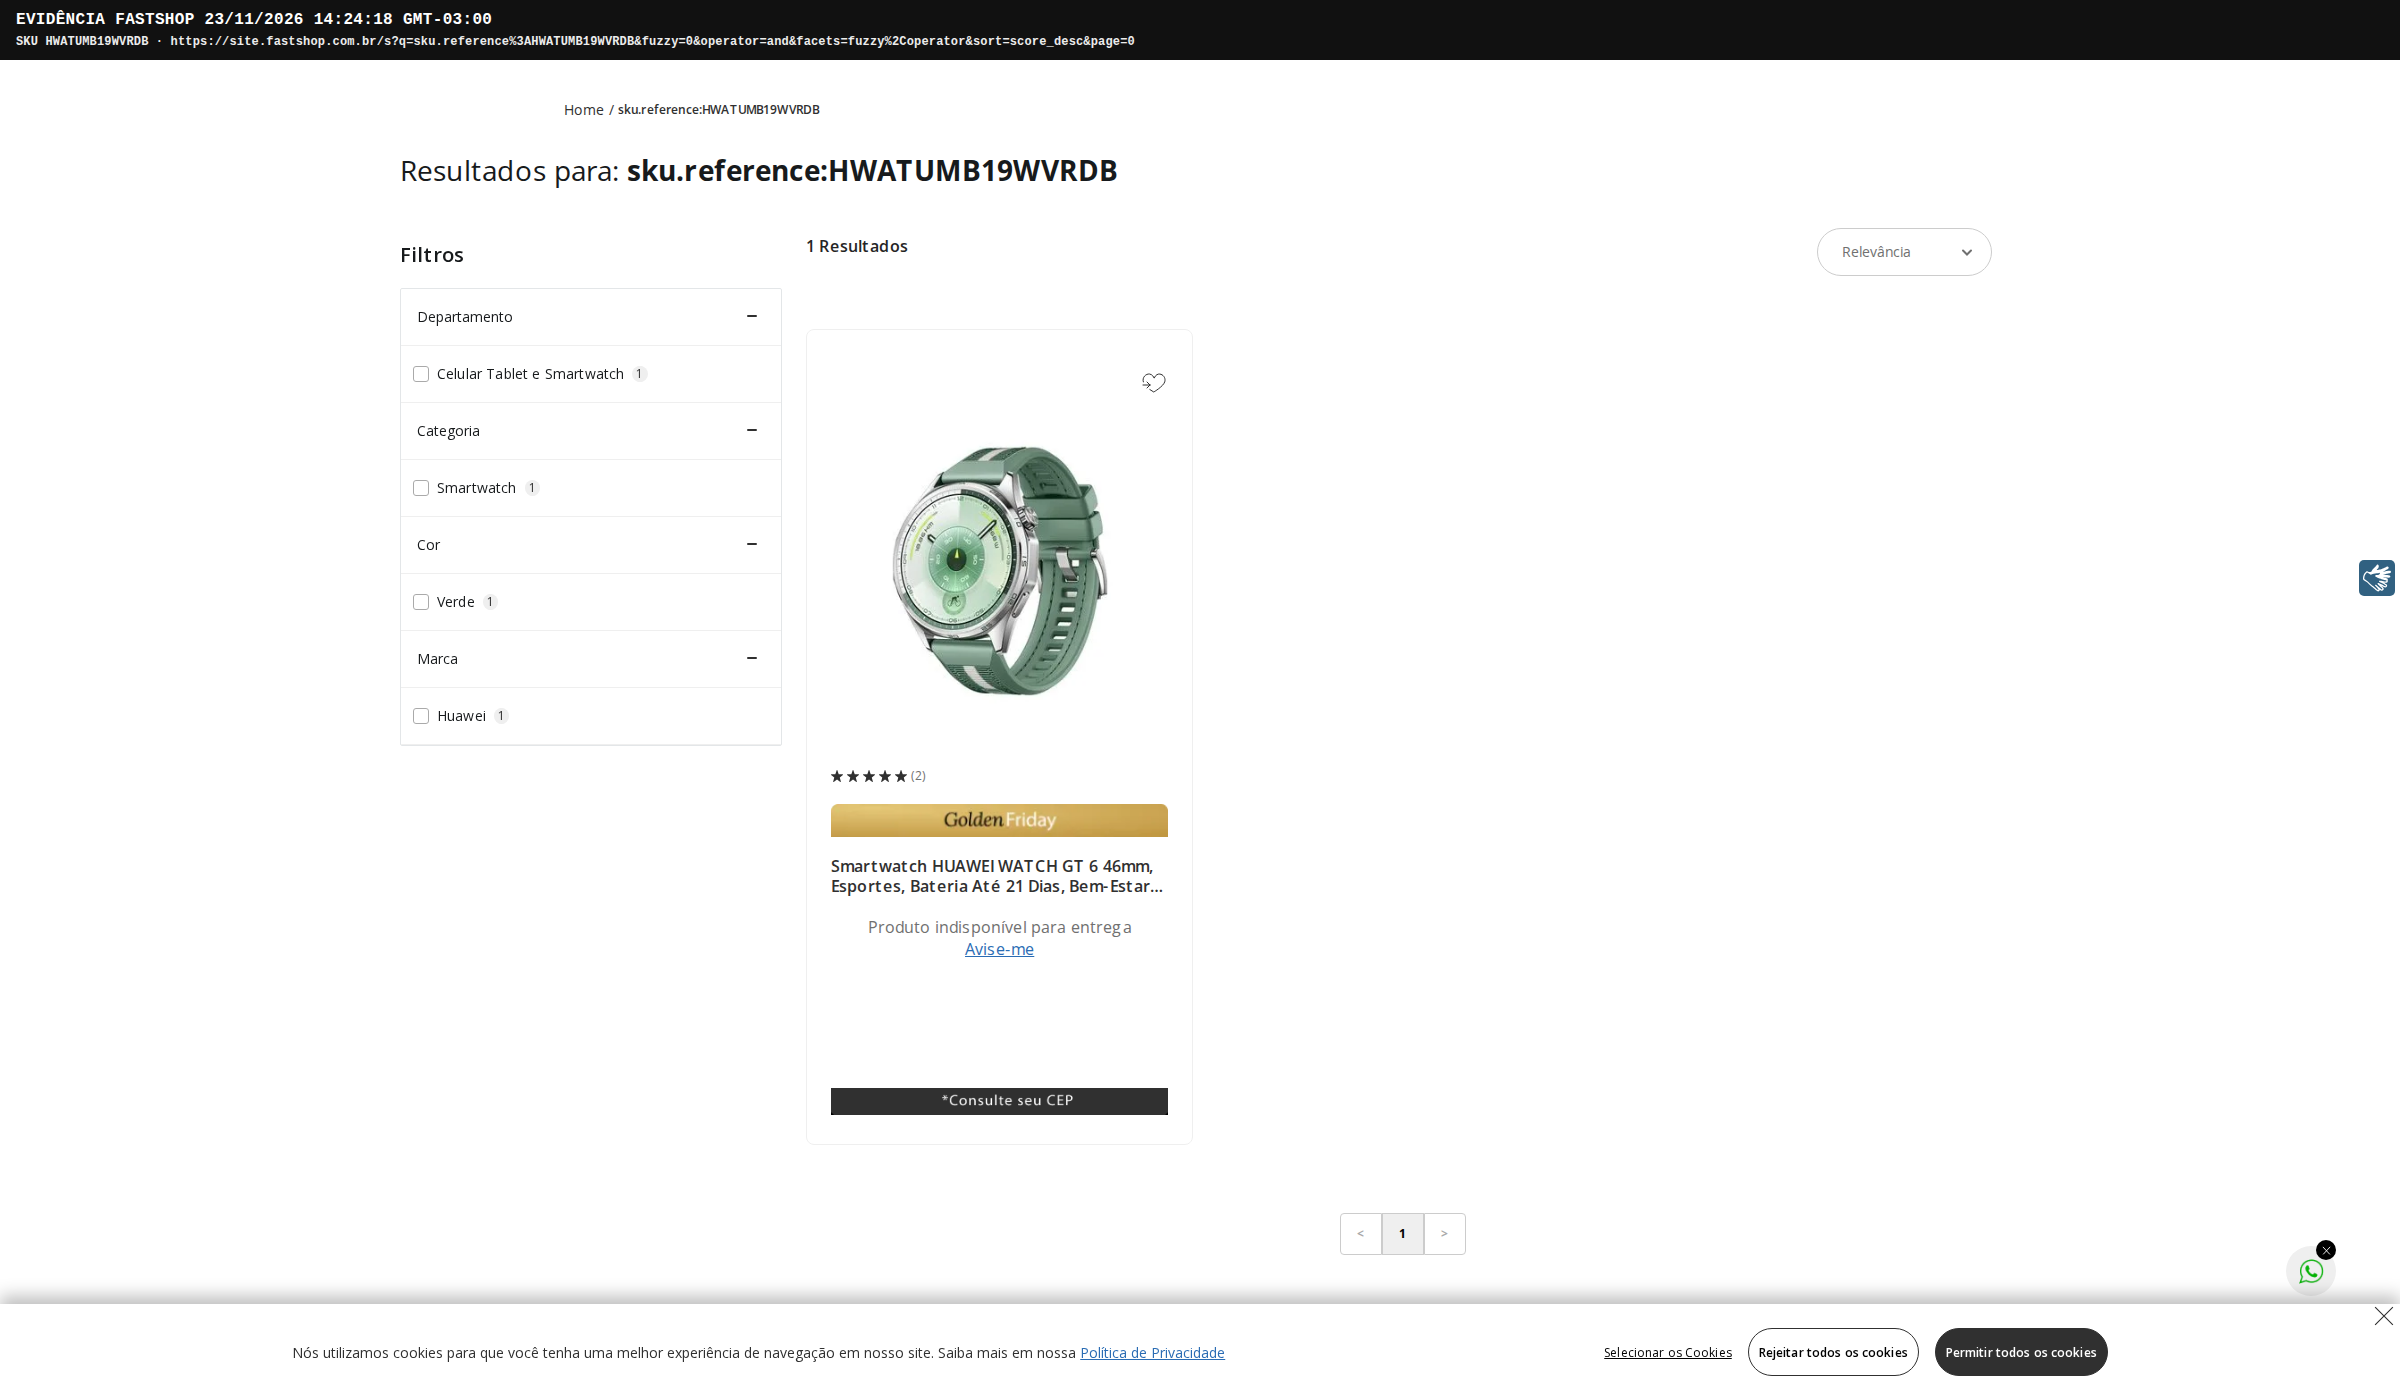 EVIDÊNCIA FASTSHOP 23/11/2026 14:24:18 GMT-03:00
SKU HWATUMB19WVRDB · https://site.fastshop.com.br/s?q=sku.reference%3AHWATUMB19WVRDB&fuzzy=0&operator=and&facets=fuzzy%2Coperator&sort=score_desc&page=0
Home / sku.reference:HWATUMB19WVRDB
Resultados para: sku.reference:HWATUMB19WVRDB
Filtros
1 Resultados
Relevância
Departamento
Celular Tablet e Smartwatch 1
Categoria
Smartwatch 1
Cor
Verde 1
Marca
Huawei 1
(2)
Golden Friday
Smartwatch HUAWEI WATCH GT 6 46mm,
Esportes, Bateria Até 21 Dias, Bem-Estar...
Produto indisponível para entrega
Avise-me
*Consulte seu CEP
< 1 >
Nós utilizamos cookies para que você tenha uma melhor experiência de navegação em nosso site. Saiba mais em nossa Política de Privacidade
Selecionar os Cookies
Rejeitar todos os cookies
Permitir todos os cookies